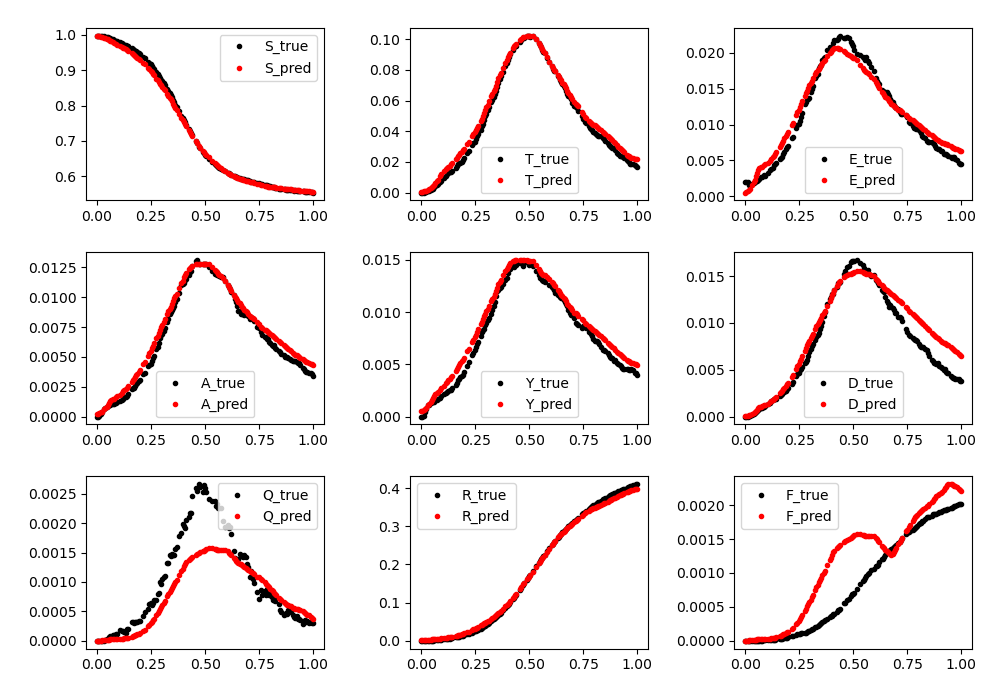 1.0
0.9
0.8
0.7
0.6
S_true
S_pred
0.00 0.25 0.50 0.75 1.00
0.10
0.08
0.06
0.04
0.02
0.00
T_true
T_pred
0.00 0.25 0.50 0.75 1.00
0.020
0.015
0.010
0.005
0.000
E_true
E_pred
0.00 0.25 0.50 0.75 1.00
0.0125
0.0100
0.0075
0.0050
0.0025
0.0000
A_true
A_pred
0.00 0.25 0.50 0.75 1.00
0.015
0.010
0.005
0.000
Y_true
Y_pred
0.00 0.25 0.50 0.75 1.00
0.015
0.010
0.005
0.000
D_true
D_pred
0.00 0.25 0.50 0.75 1.00
0.0025
0.0020
0.0015
0.0010
0.0005
0.0000
Q_true
Q_pred
0.00 0.25 0.50 0.75 1.00
0.4
0.3
0.2
0.1
0.0
R_true
R_pred
0.00 0.25 0.50 0.75 1.00
0.0020
0.0015
0.0010
0.0005
0.0000
F_true
F_pred
0.00 0.25 0.50 0.75 1.00